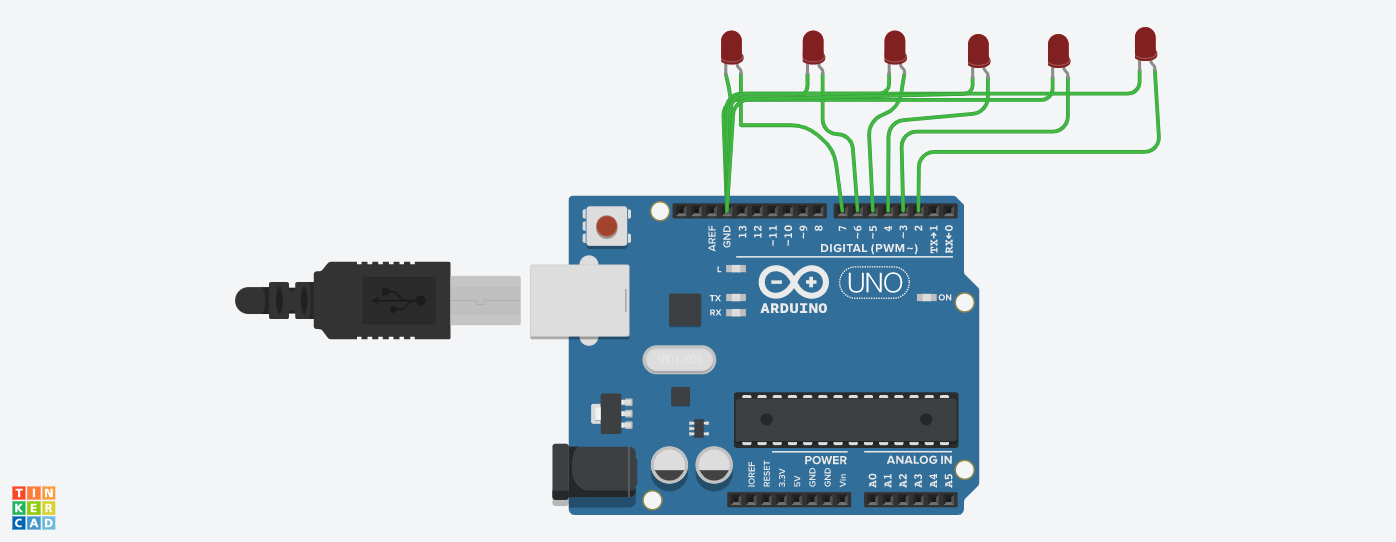 AREF
GND
13
12
~11
~10
~9
8
7
~6
~5
4
~3
2
TX→1
RX←0
DIGITAL (PWM~)
L
TX
RX
UNO
ARDUINO
ON
POWER
ANALOG IN
IOREF
RESET
3.3V
5V
GND
GND
Vin
A0
A1
A2
A3
A4
A5
TIN
KER
CAD